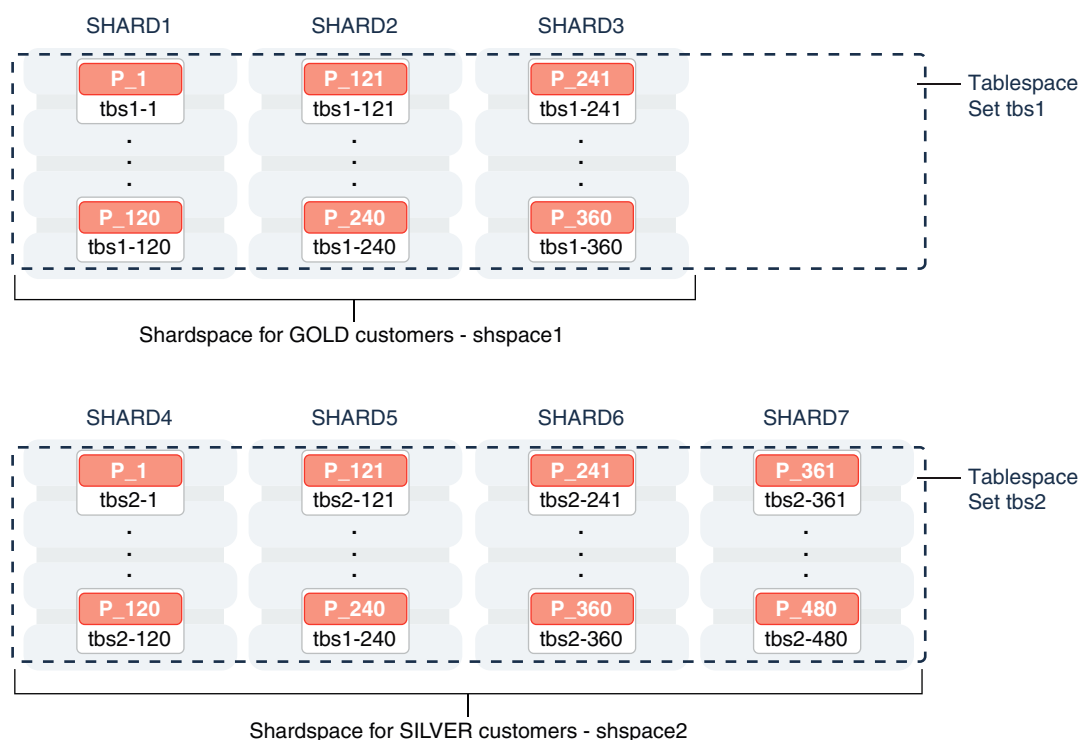 SHARD1 SHARD2 SHARD3
P_1 P_121 P_241
tbs1-1 tbs1-121 tbs1-241
Tablespace
Set tbs1
. . .
. . .
. . .
P_120 P_240 P_360
tbs1-120 tbs1-240 tbs1-360
Shardspace for GOLD customers - shspace1
SHARD4 SHARD5 SHARD6 SHARD7
P_1 P_121 P_241 P_361
tbs2-1 tbs2-121 tbs2-241 tbs2-361
Tablespace
Set tbs2
. . . .
. . . .
. . . .
P_120 P_240 P_360 P_480
tbs2-120 tbs1-240 tbs2-360 tbs2-480
Shardspace for SILVER customers - shspace2